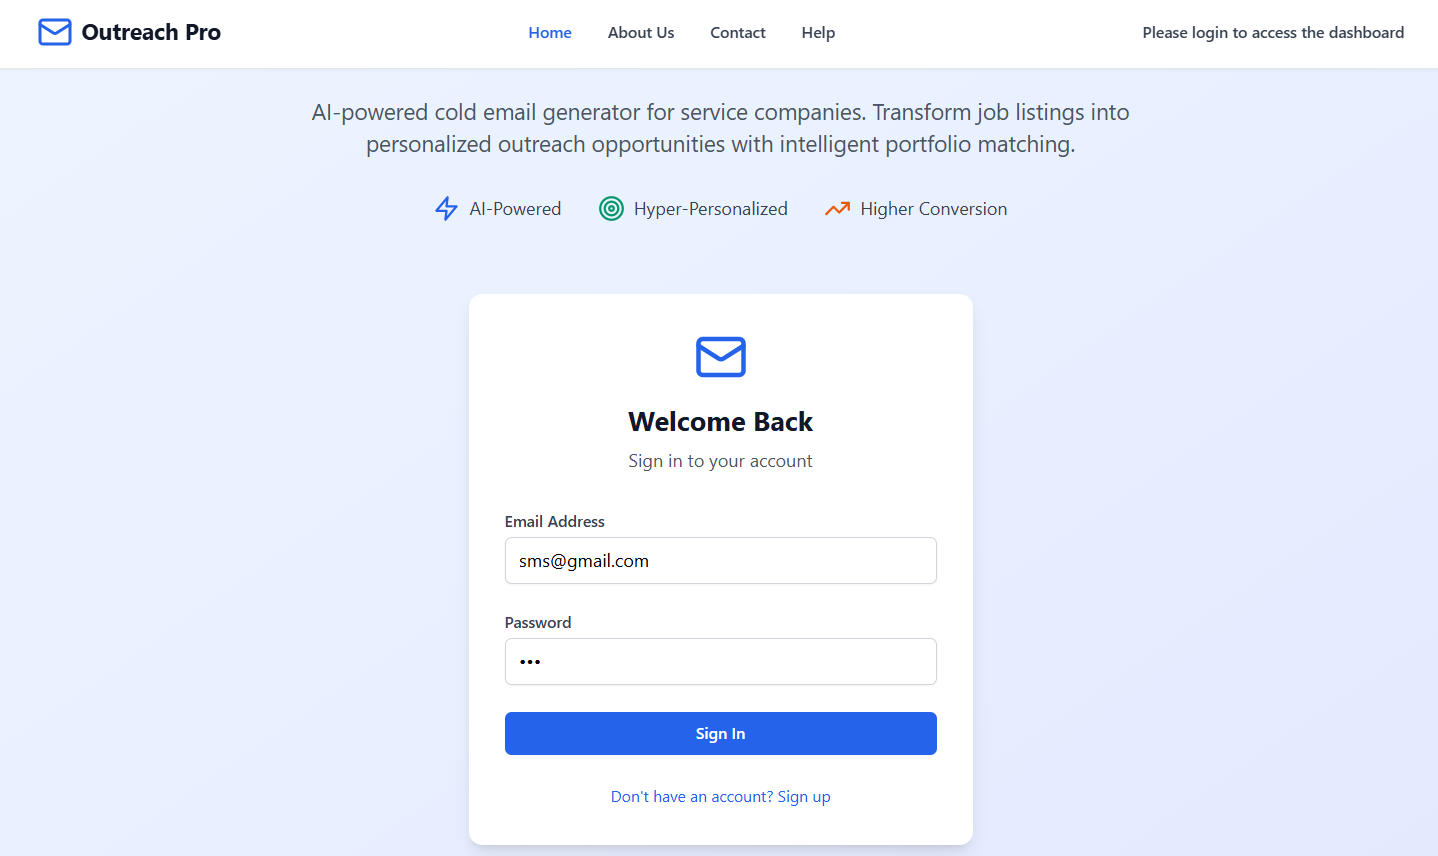 Outreach Pro
Home About Us Contact Help
Please login to access the dashboard
AI-powered cold email generator for service companies. Transform job listings into
personalized outreach opportunities with intelligent portfolio matching.
AI-Powered Hyper-Personalized Higher Conversion
Welcome Back
Sign in to your account
Email Address
sms@gmail.com
Password
•••
Sign In
Don't have an account? Sign up